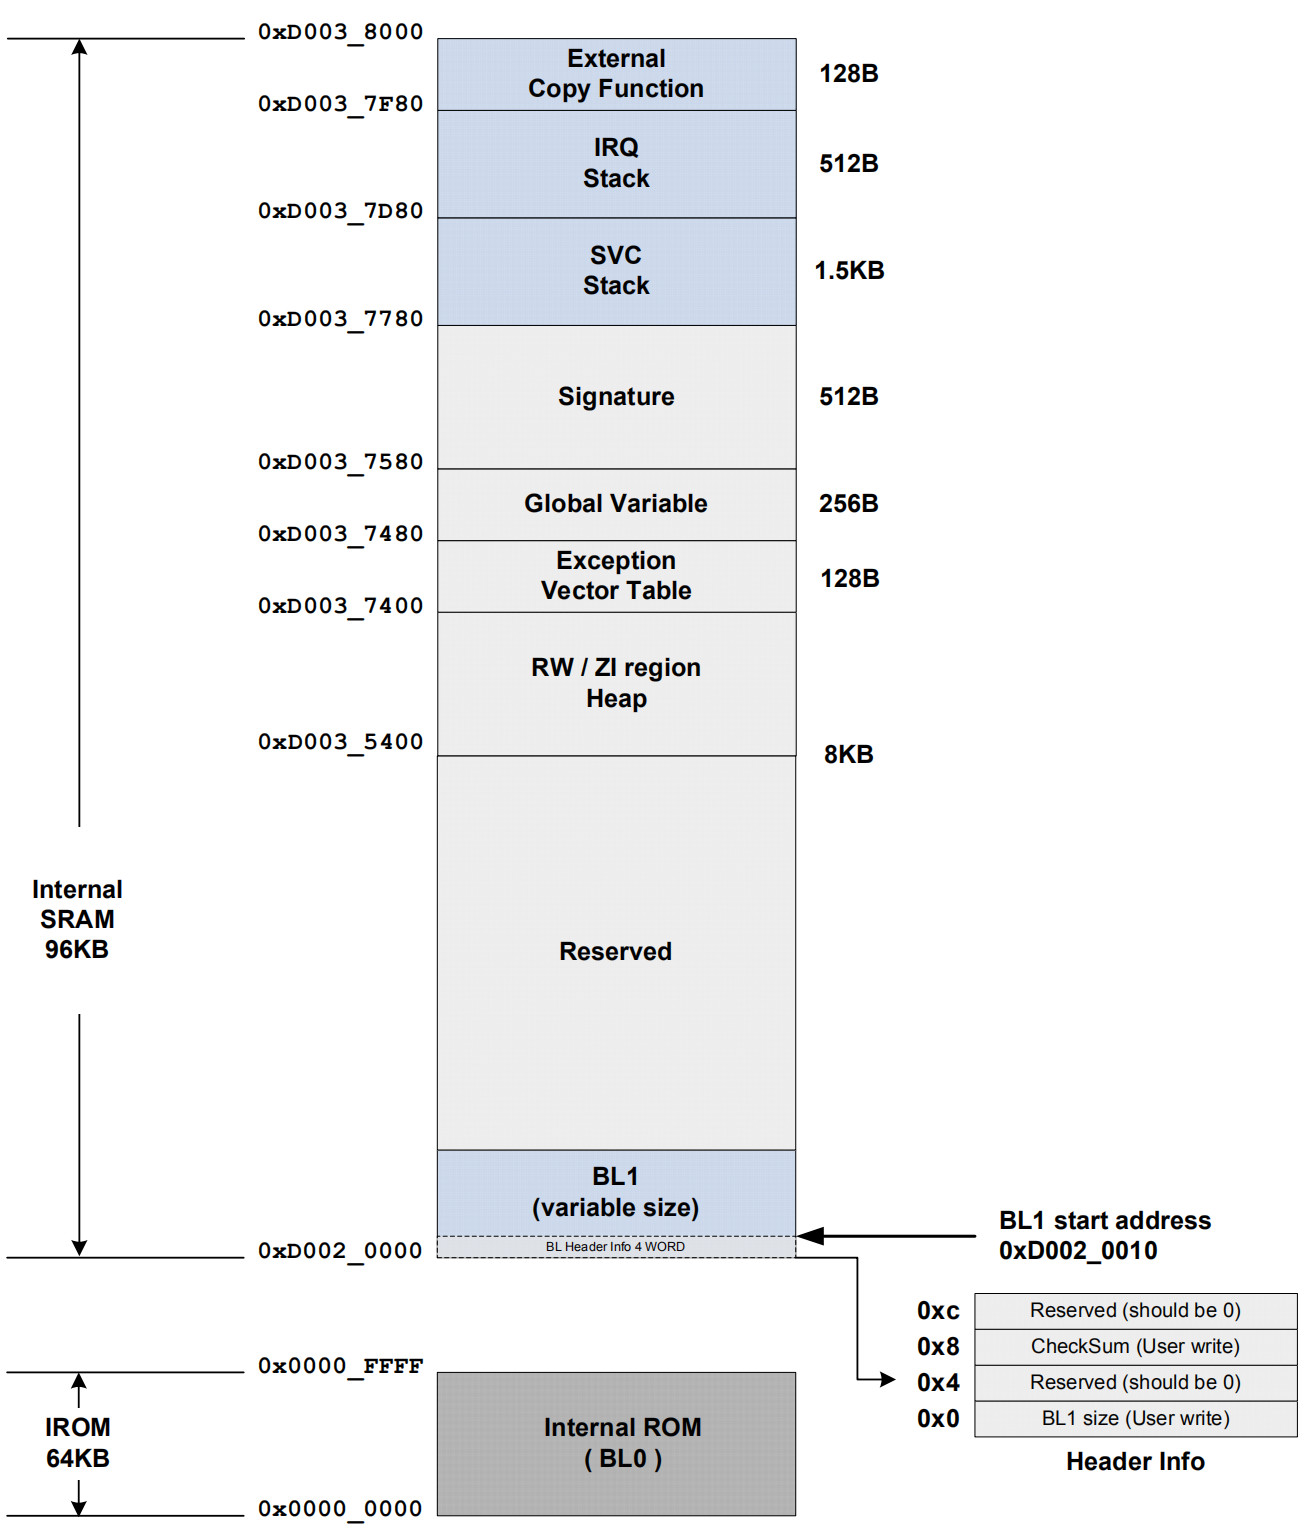 0xD003_8000
External
Copy Function
128B
0xD003_7F80
IRQ
Stack
512B
0xD003_7D80
SVC
Stack
1.5KB
0xD003_7780
Signature
512B
0xD003_7580
Global Variable
256B
0xD003_7480
Exception
Vector Table
128B
0xD003_7400
RW / ZI region
Heap
0xD003_5400
8KB
Internal
SRAM
96KB
Reserved
BL1
(variable size)
BL1 start address
0xD002_0010
0xD002_0000
BL Header Info 4 WORD
0xc Reserved (should be 0)
0x8 CheckSum (User write)
0x4 Reserved (should be 0)
0x0 BL1 size (User write)
Header Info
0x0000_FFFF
IROM
64KB
Internal ROM
( BL0 )
0x0000_0000